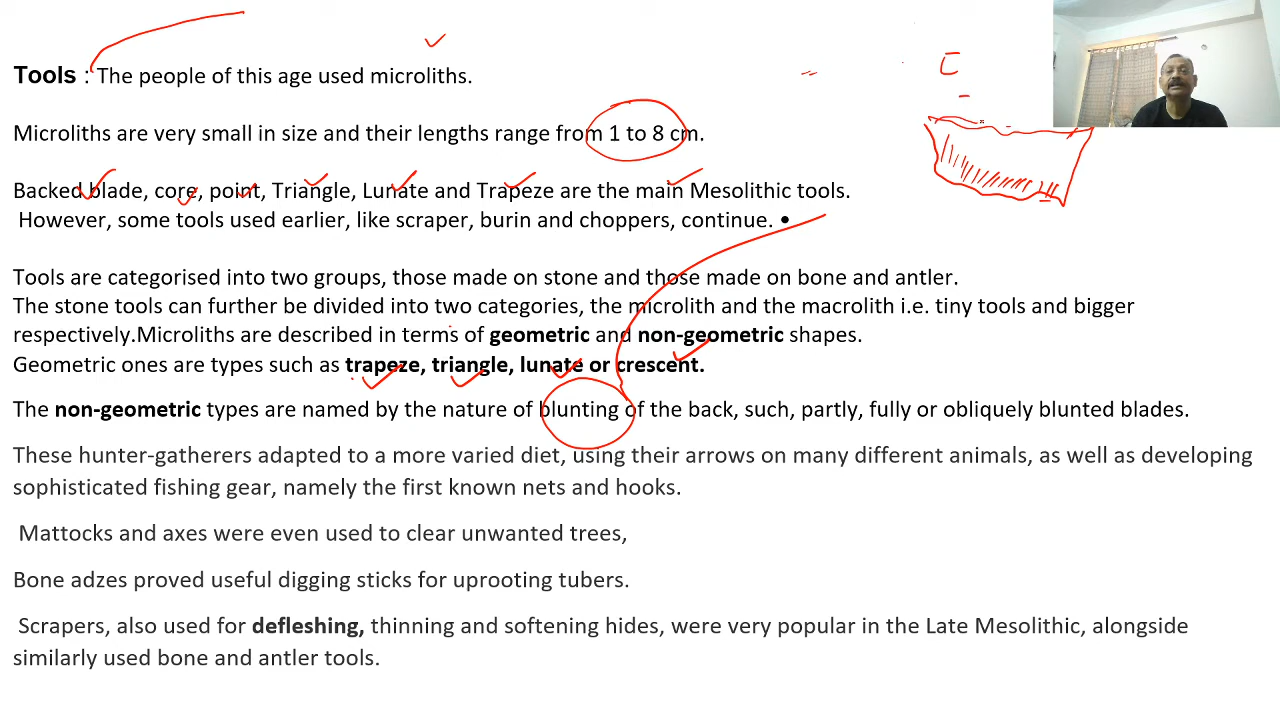 Tools : The people of this age used microliths.
Microliths are very small in size and their lengths range from 1 to 8 cm.
Backed blade, core, point, Triangle, Lunate and Trapeze are the main Mesolithic tools.
However, some tools used earlier, like scraper, burin and choppers, continue. •
Tools are categorised into two groups, those made on stone and those made on bone and antler.
The stone tools can further be divided into two categories, the microlith and the macrolith i.e. tiny tools and bigger
respectively.Microliths are described in terms of geometric and non-geometric shapes.
Geometric ones are types such as trapeze, triangle, lunate or crescent.
The non-geometric types are named by the nature of blunting of the back, such, partly, fully or obliquely blunted blades.
These hunter-gatherers adapted to a more varied diet, using their arrows on many different animals, as well as developing
sophisticated fishing gear, namely the first known nets and hooks.
Mattocks and axes were even used to clear unwanted trees,
Bone adzes proved useful digging sticks for uprooting tubers.
Scrapers, also used for defleshing, thinning and softening hides, were very popular in the Late Mesolithic, alongside
similarly used bone and antler tools.